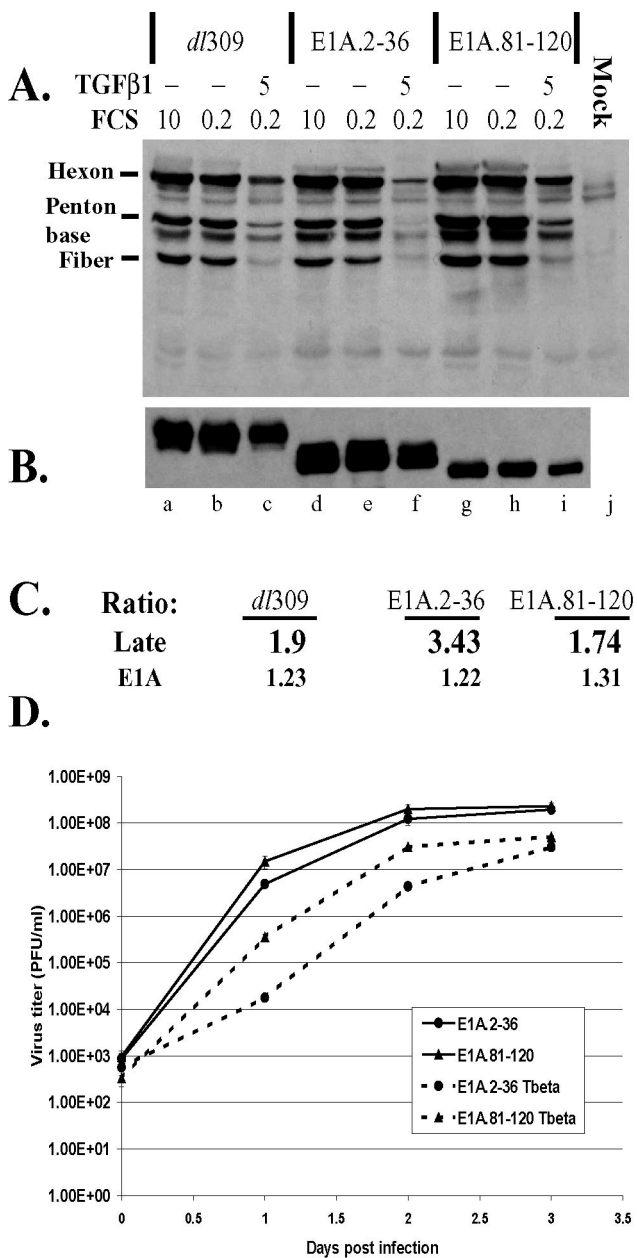 dl309 E1A.2-36 E1A.81-120
Mock
A.
TGFβ1 – – 5 – – 5 – – 5
FCS 10 0.2 0.2 10 0.2 0.2 10 0.2 0.2
Hexon
Penton
base
Fiber
B.
a b c d e f g h i j
C.
Ratio: dl309 E1A.2-36 E1A.81-120
Late 1.9 3.43 1.74
E1A 1.23 1.22 1.31
D.
1.00E+09
1.00E+08
1.00E+07
1.00E+06
1.00E+05
1.00E+04
1.00E+03
1.00E+02
1.00E+01
1.00E+00
Virus titer (PFU/ml)
E1A.2-36
E1A.81-120
E1A.2-36 Tbeta
E1A.81-120 Tbeta
0 0.5 1 1.5 2 2.5 3 3.5
Days post infection